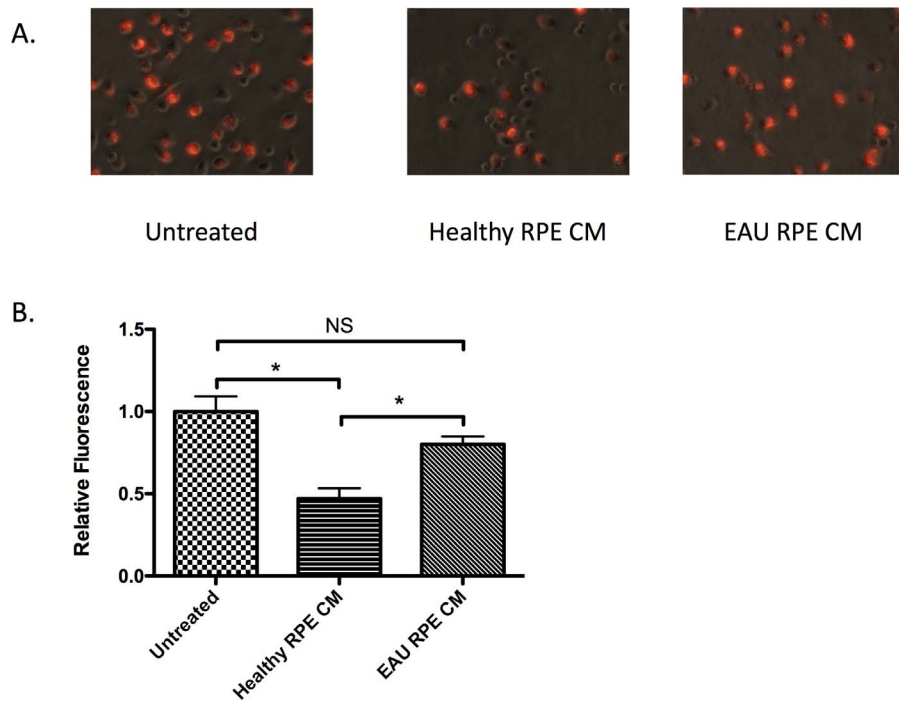 A.
Untreated Healthy RPE CM EAU RPE CM
B.
NS
*
*
1.5
1.0
0.5
0.0
Relative Fluorescence
Untreated
Healthy RPE CM
EAU RPE CM